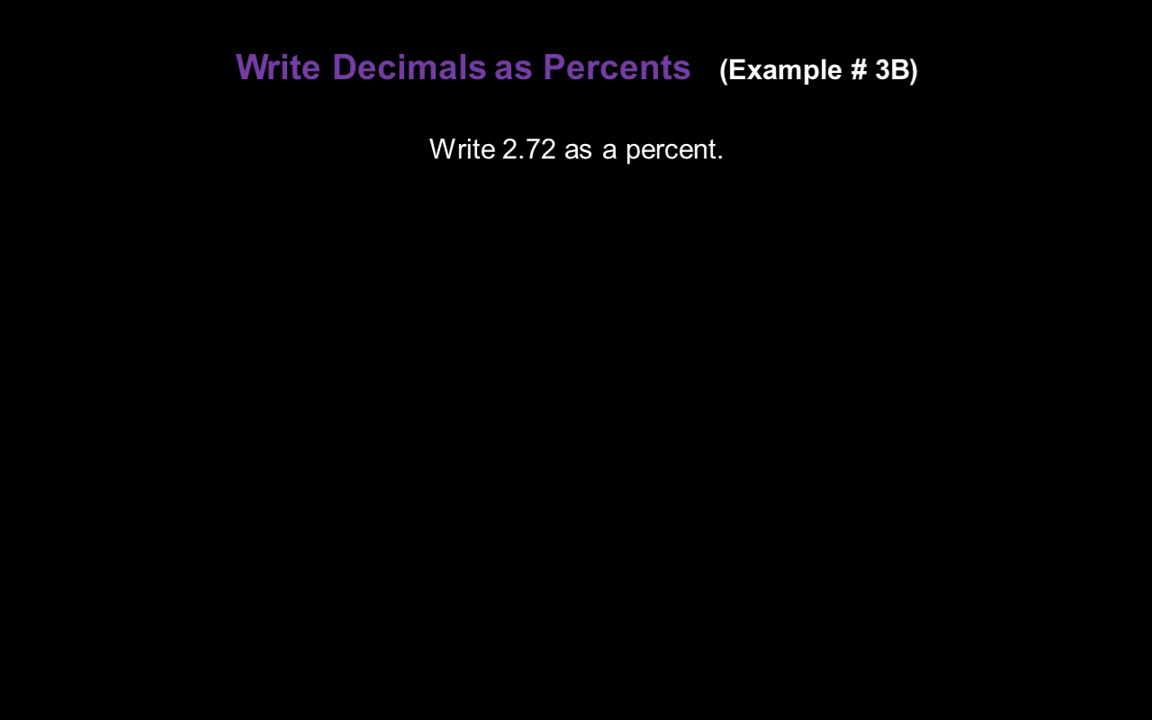 Write Decimals as Percents (Example # 3B)
Write 2.72 as a percent.